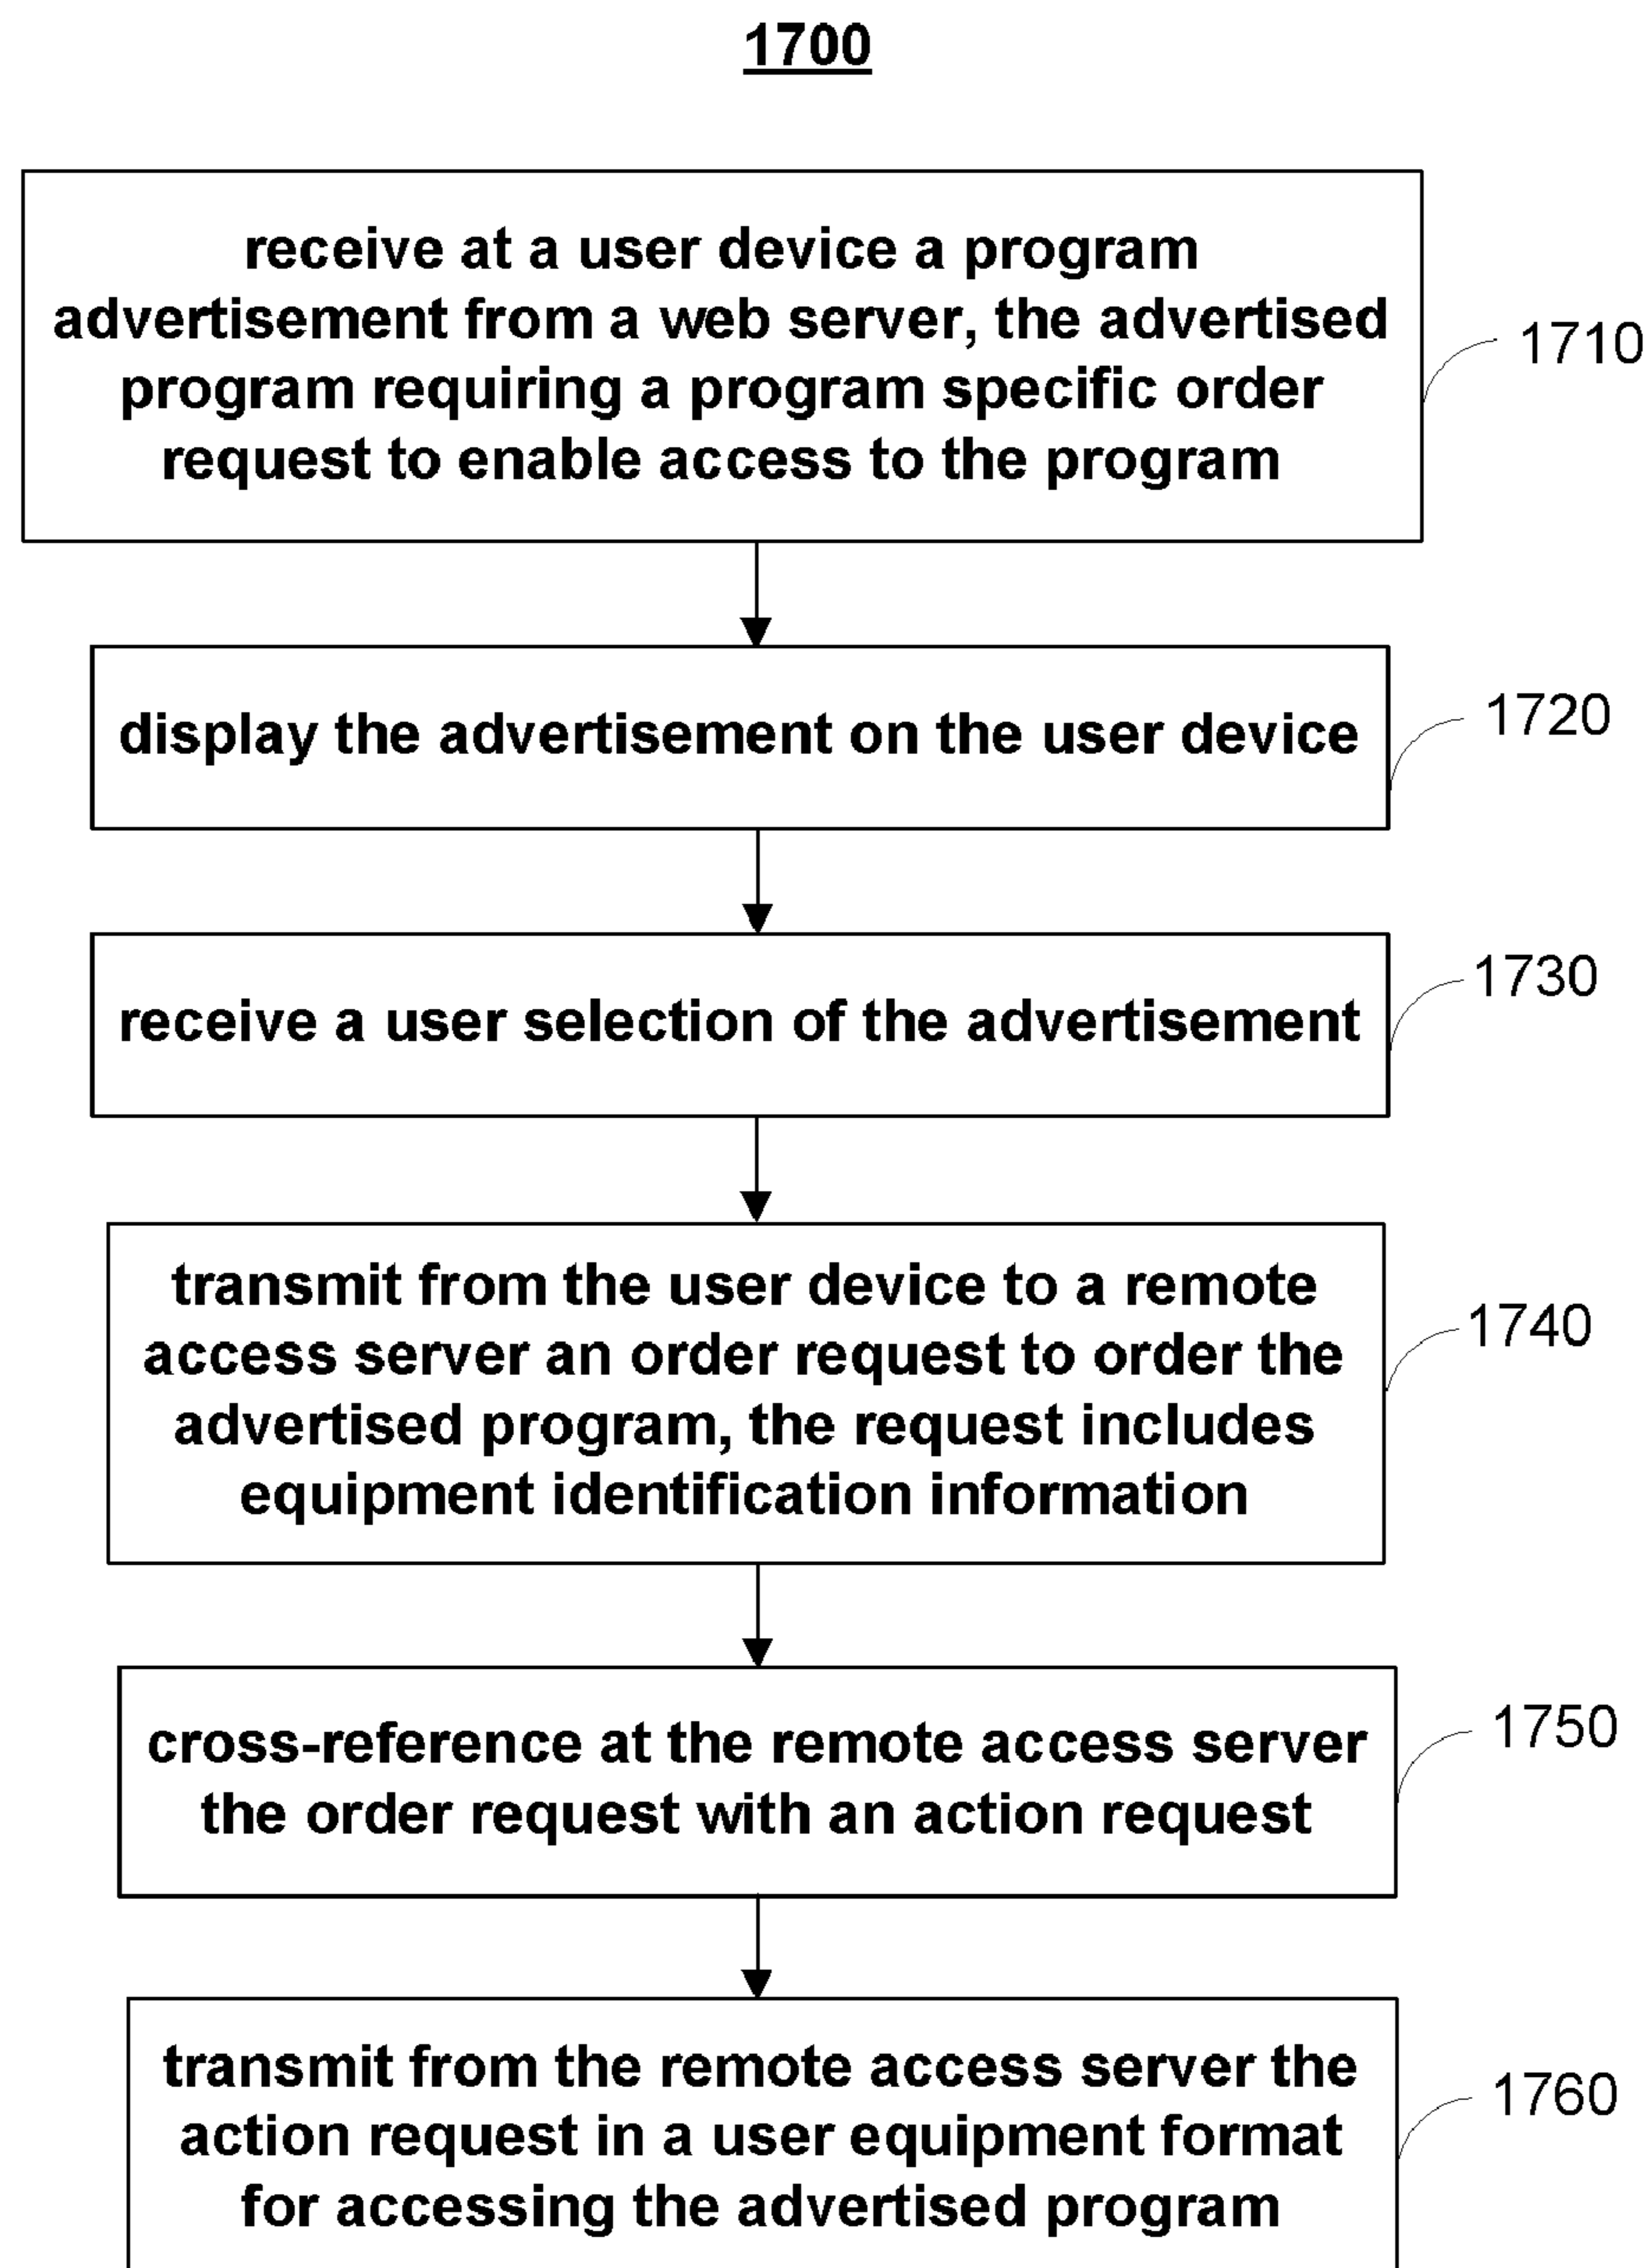 1700
receive at a user device a program
advertisement from a web server, the advertised
program requiring a program specific order
request to enable access to the program
1710
display the advertisement on the user device
1720
receive a user selection of the advertisement
1730
transmit from the user device to a remote
access server an order request to order the
advertised program, the request includes
equipment identification information
1740
cross-reference at the remote access server
the order request with an action request
1750
transmit from the remote access server the
action request in a user equipment format
for accessing the advertised program
1760